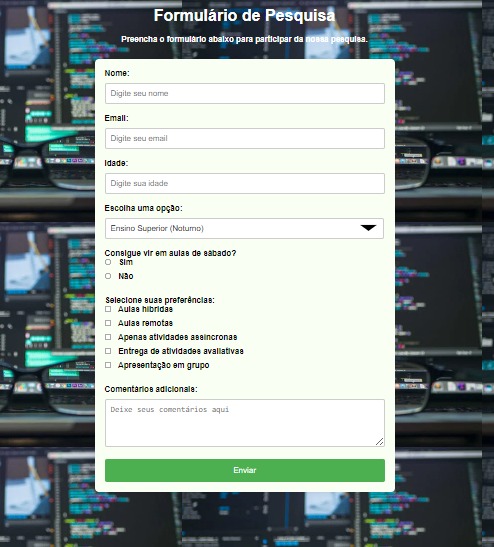 Formulário de Pesquisa
Preencha o formulário abaixo para participar da nossa pesquisa.
Nome:
Digite seu nome
Email:
Digite seu email
Idade:
Digite sua idade
Escolha uma opção:
Ensino Superior (Noturno)
Consigue vir em aulas de sábado?
Sim
Não
Selecione suas preferências:
Aulas híbridas
Aulas remotas
Apenas atividades assíncronas
Entrega de atividades avaliativas
Apresentação em grupo
Comentários adicionais:
Deixe seus comentários aqui
Enviar